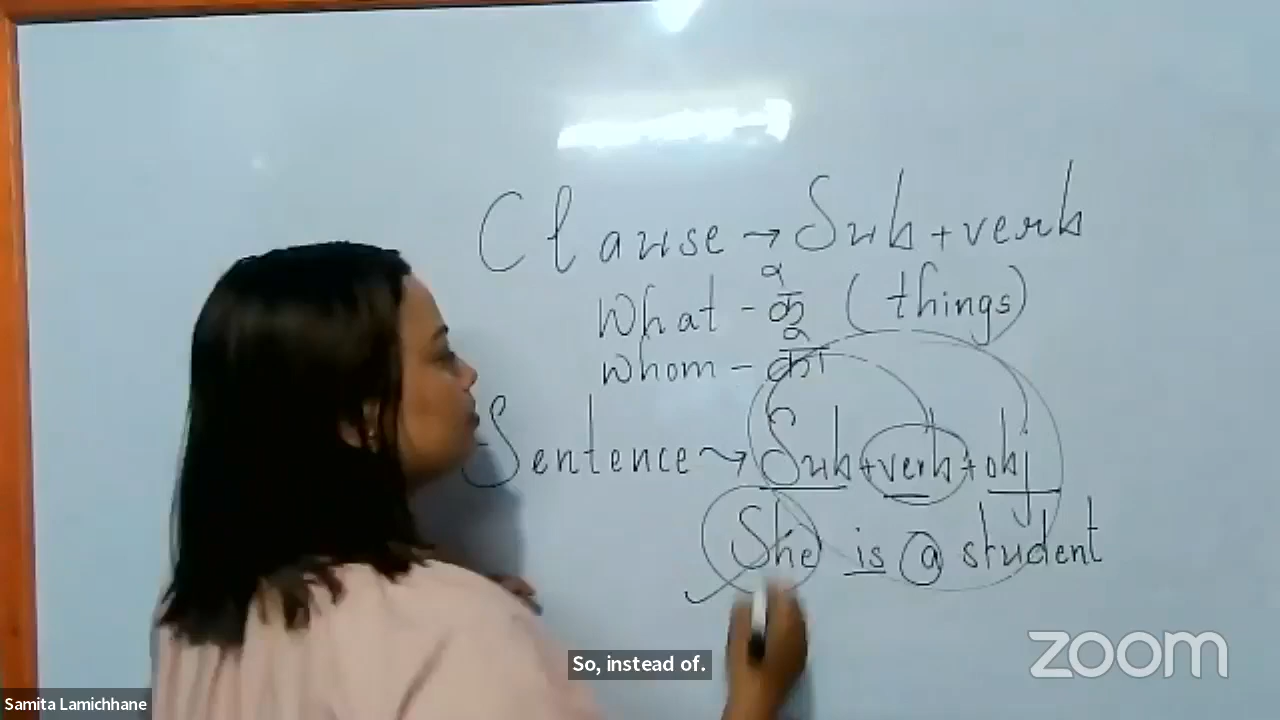 Clause → Sub + verb
What - के (things)
Whom -
Sentence → Sub + verb + obj
She is a student
So, instead of.
zoom
Samita Lamichhane